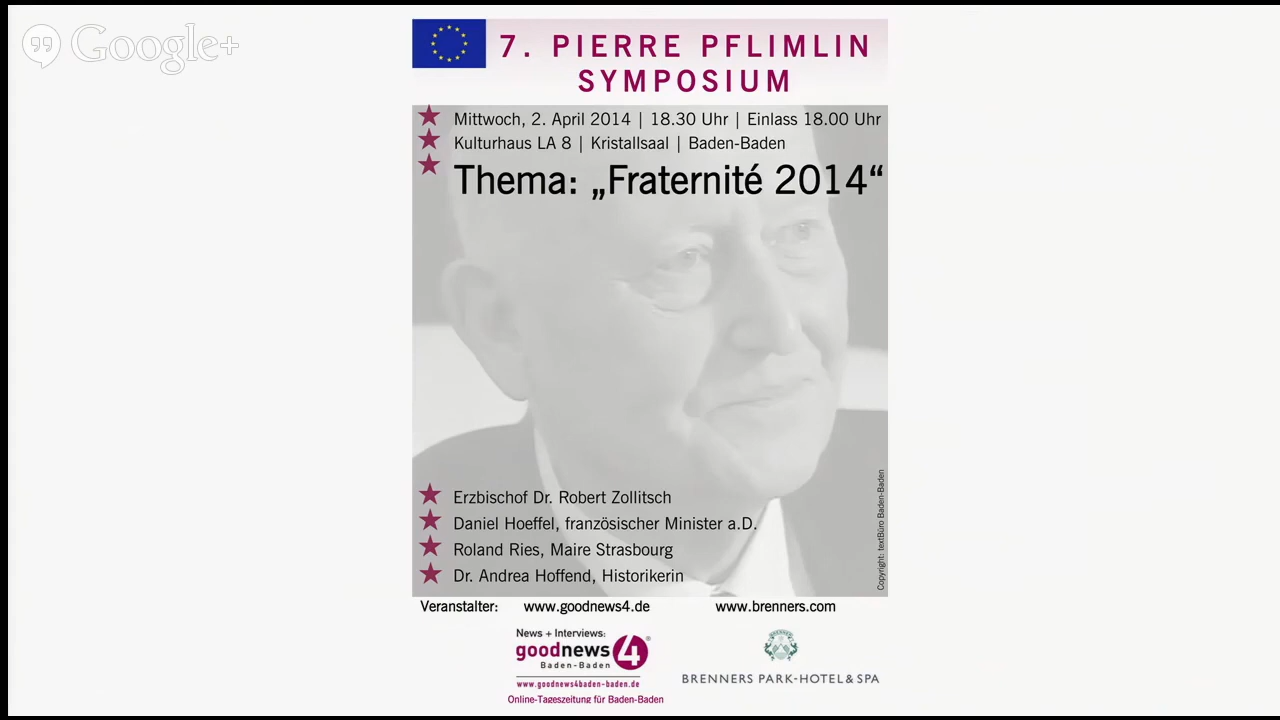 Google+
7. PIERRE PFLIMLIN
SYMPOSIUM
Mittwoch, 2. April 2014 | 18.30 Uhr | Einlass 18.00 Uhr
Kulturhaus LA 8 | Kristallsaal | Baden-Baden
Thema: „Fraternité 2014“
Erzbischof Dr. Robert Zollitsch
Daniel Hoeffel, französischer Minister a.D.
Roland Ries, Maire Strasbourg
Dr. Andrea Hoffend, Historikerin
Copyright: textBüro Baden-Baden
Veranstalter: www.goodnews4.de www.brenners.com
News + Interviews:
goodnews4®
Baden-Baden
www.goodnews4baden-baden.de
Online-Tageszeitung für Baden-Baden
BRENNERS PARK-HOTEL & SPA